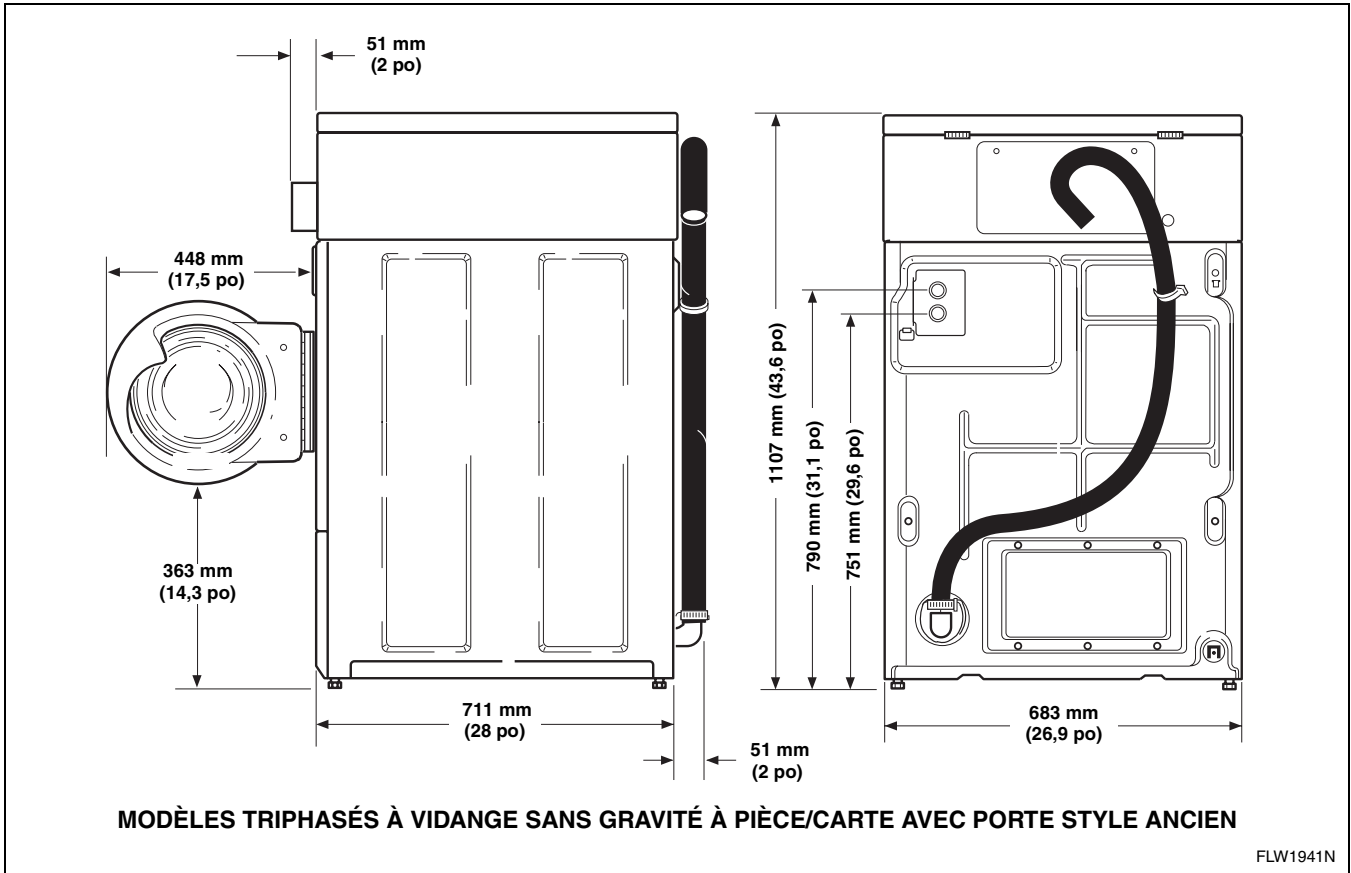 51 mm
(2 po)
448 mm
(17,5 po)
363 mm
(14,3 po)
711 mm
(28 po)
51 mm
(2 po)
1107 mm (43,6 po)
790 mm (31,1 po)
751 mm (29,6 po)
683 mm
(26,9 po)
MODÈLES TRIPHASÉS À VIDANGE SANS GRAVITÉ À PIÈCE/CARTE AVEC PORTE STYLE ANCIEN
FLW1941N